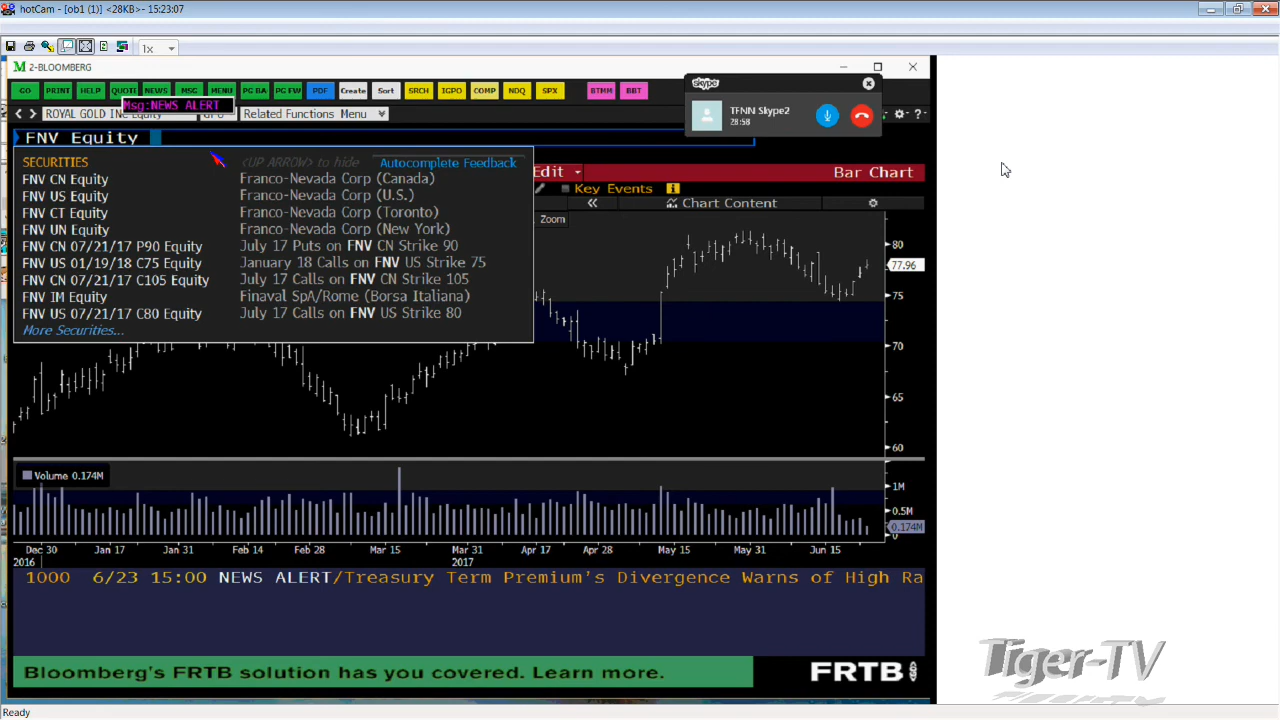 hotCam - [ob1 (1)] <28KB> - 15:23:07
1x
M 2-BLOOMBERG
GO PRINT HELP QUOTE NEWS MSG MENU PG BA PG FW PDF Create Sort SRCH IGPO COMP NDQ SPX BTMM BBT
Msg:NEWS ALERT
skype
TFNN Skype2
28:58
ROYAL GOLD INC Equity Related Functions Menu
?
FNV Equity
SECURITIES <UP ARROW> to hide Autocomplete Feedback
FNV CN Equity Franco-Nevada Corp (Canada)
FNV US Equity Franco-Nevada Corp (U.S.)
FNV CT Equity Franco-Nevada Corp (Toronto)
FNV UN Equity Franco-Nevada Corp (New York)
FNV CN 07/21/17 P90 Equity July 17 Puts on FNV CN Strike 90
FNV US 01/19/18 C75 Equity January 18 Calls on FNV US Strike 75
FNV CN 07/21/17 C105 Equity July 17 Calls on FNV CN Strike 105
FNV IM Equity Finaval SpA/Rome (Borsa Italiana)
FNV US 07/21/17 C80 Equity July 17 Calls on FNV US Strike 80
More Securities...
Edit Bar Chart
Key Events
Chart Content
Zoom
80
77.96
75
70
65
60
Volume 0.174M
1M
0.5M
0.174M
0
Dec 30 Jan 17 Jan 31 Feb 14 Feb 28 Mar 15 Mar 31 Apr 17 Apr 28 May 15 May 31 Jun 15
2016 2017
1000 6/23 15:00 NEWS ALERT/Treasury Term Premium's Divergence Warns of High Ra
Bloomberg's FRTB solution has you covered. Learn more. FRTB
Tiger-TV
Ready